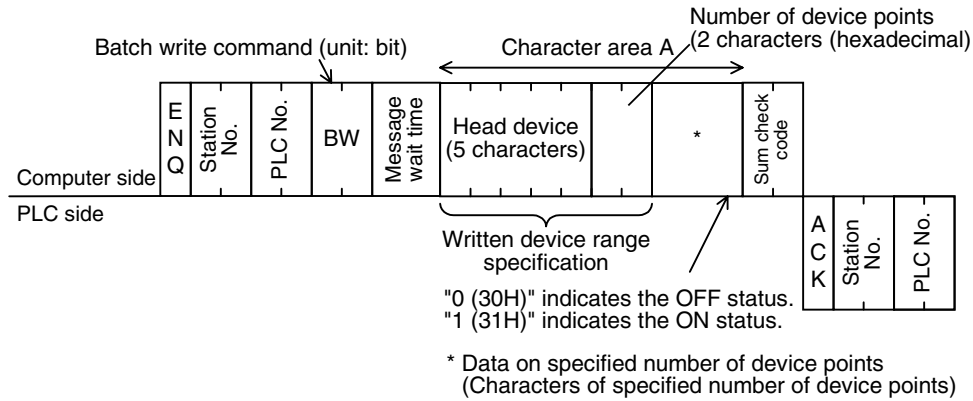 Number of device points
(2 characters (hexadecimal)
Batch write command (unit: bit)
Character area A
E
N
Q
Station
No.
PLC No.
BW
Message
wait time
Head device
(5 characters)
*
Sum check
code
Computer side
PLC side
Written device range
specification
A
C
K
Station
No.
PLC No.
"0 (30H)" indicates the OFF status.
"1 (31H)" indicates the ON status.
* Data on specified number of device points
(Characters of specified number of device points)